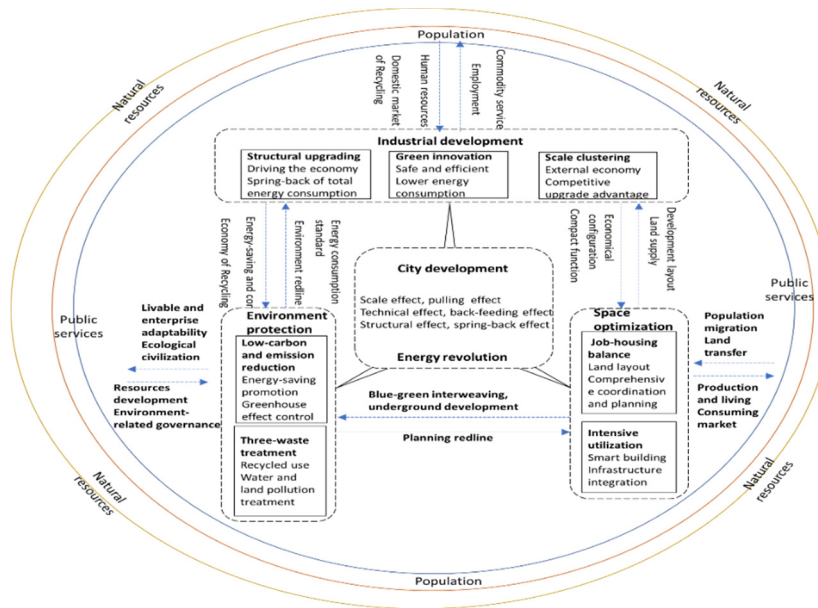 Population
Natural
resources
Natural
resources
Domestic market
of Recycling
Human resources
Employment
Commodity service
Industrial development
Structural upgrading
Driving the economy
Spring-back of total
energy consumption
Green innovation
Safe and efficient
Lower energy
consumption
Scale clustering
External economy
Competitive
upgrade advantage
Economy of Recycling
Energy-saving and
Environment redline
Energy consumption
standard
Compact function
Economical
configuration
Land supply
Development layout
City development
Scale effect, pulling effect
Technical effect, back-feeding effect
Structural effect, spring-back effect
Energy revolution
Public
services
Public
services
Livable and
enterprise
adaptability
Ecological
civilization
Resources
development
Environment-
related governance
Environment
protection
Low-carbon
and emission
reduction
Energy-saving
promotion
Greenhouse
effect control
Three-waste
treatment
Recycled use
Water and
land pollution
treatment
Blue-green interweaving,
underground development
Planning redline
Space
optimization
Job-housing
balance
Land layout
Comprehensiv
e coordination
and planning
Intensive
utilization
Smart building
Infrastructure
integration
Population
migration
Land
transfer
Production
and living
Consuming
market
Natural
resources
Natural
resources
Population